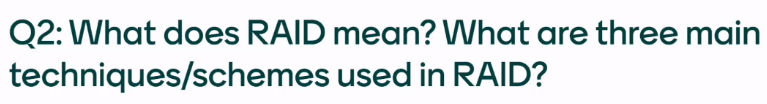 Q2: What does RAID mean? What are three main
techniques/schemes used in RAID?